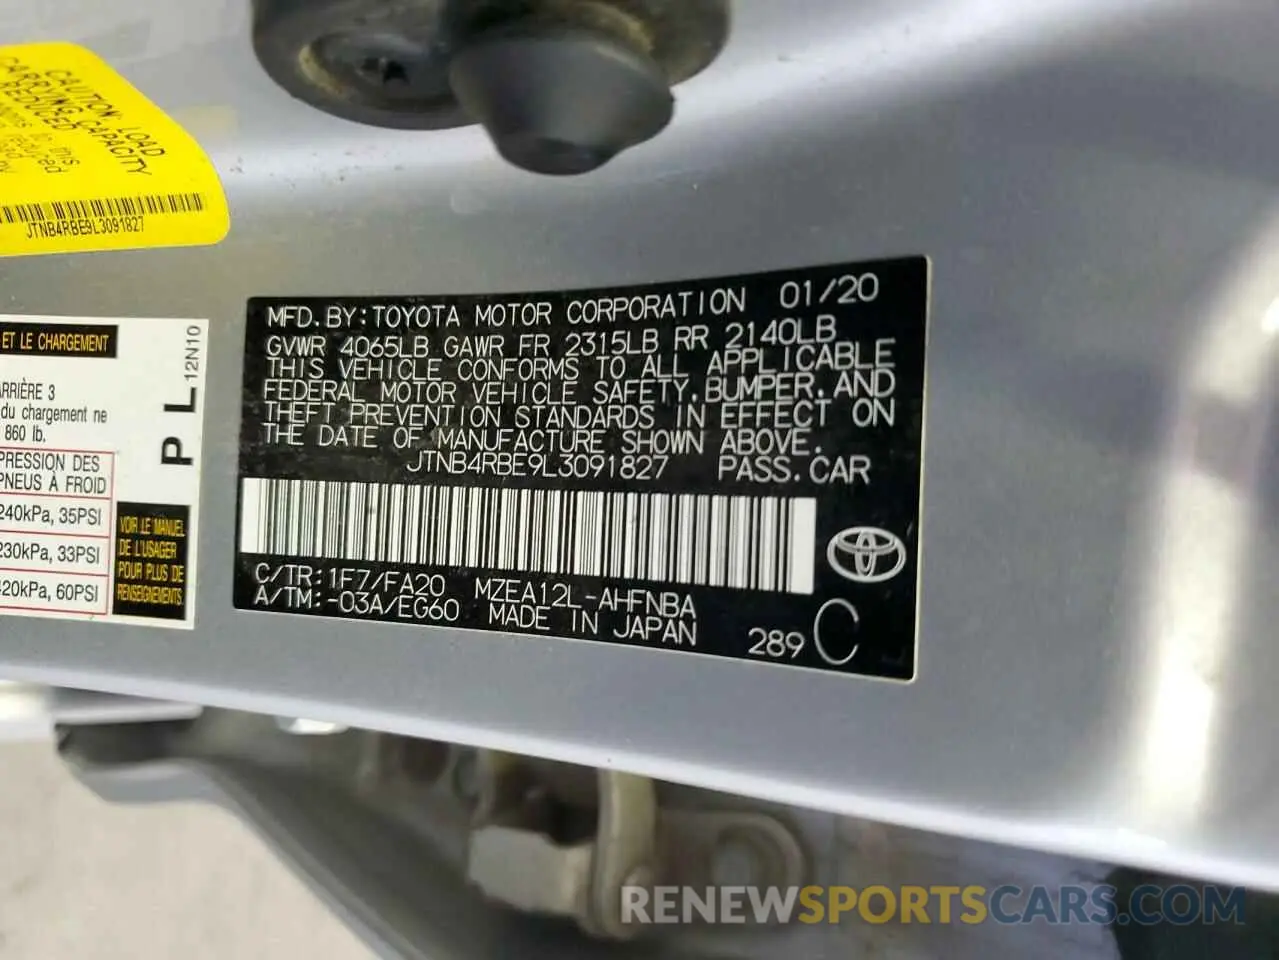 CAUTION: LOAD
CARRYING CAPACITY
REDUCED
JTNB4RBE9L3091827
ET LE CHARGEMENT
ARRIÈRE 3
du chargement ne
860 lb.
PRESSION DES
PNEUS À FROID
240kPa, 35PSI
230kPa, 33PSI
420kPa, 60PSI
P L 12N10
VOIR LE MANUEL
DE L'USAGER
POUR PLUS DE
RENSEIGNEMENTS
MFD.BY:TOYOTA MOTOR CORPORATION 01/20
GVWR 4065LB GAWR FR 2315LB RR 2140LB
THIS VEHICLE CONFORMS TO ALL APPLICABLE
FEDERAL MOTOR VEHICLE SAFETY,BUMPER,AND
THEFT PREVENTION STANDARDS IN EFFECT ON
THE DATE OF MANUFACTURE SHOWN ABOVE.
JTNB4RBE9L3091827 PASS.CAR
C/TR:1F7/FA20 MZEA12L-AHFNBA
A/TM:-03A/EG60 MADE IN JAPAN
289 C
RENEWSPORTSCARS.COM